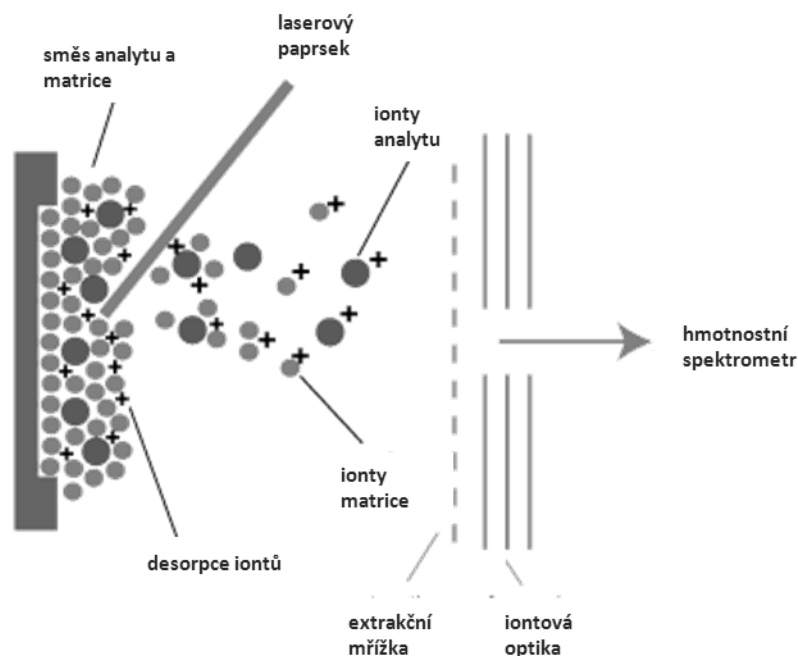 laserový
paprsek
směs analytu a
matrice
ionty
analytu
hmotnostní
spektrometr
ionty
matrice
desorpce iontů
extrakční
mřížka
iontová
optika